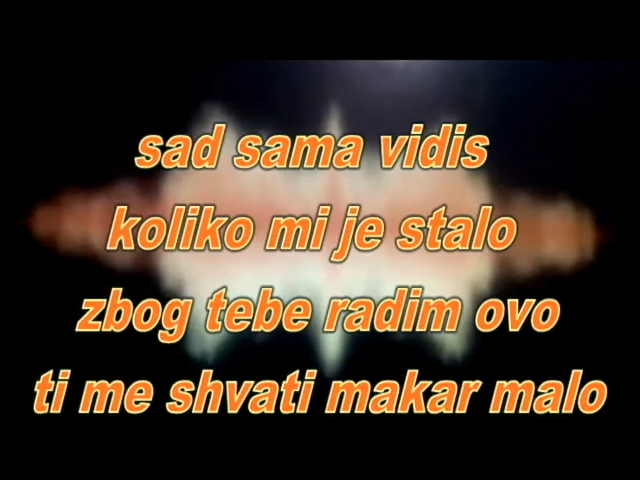 sad sama vidis
koliko mi je stalo
zbog tebe radim ovo
ti me shvati makar malo